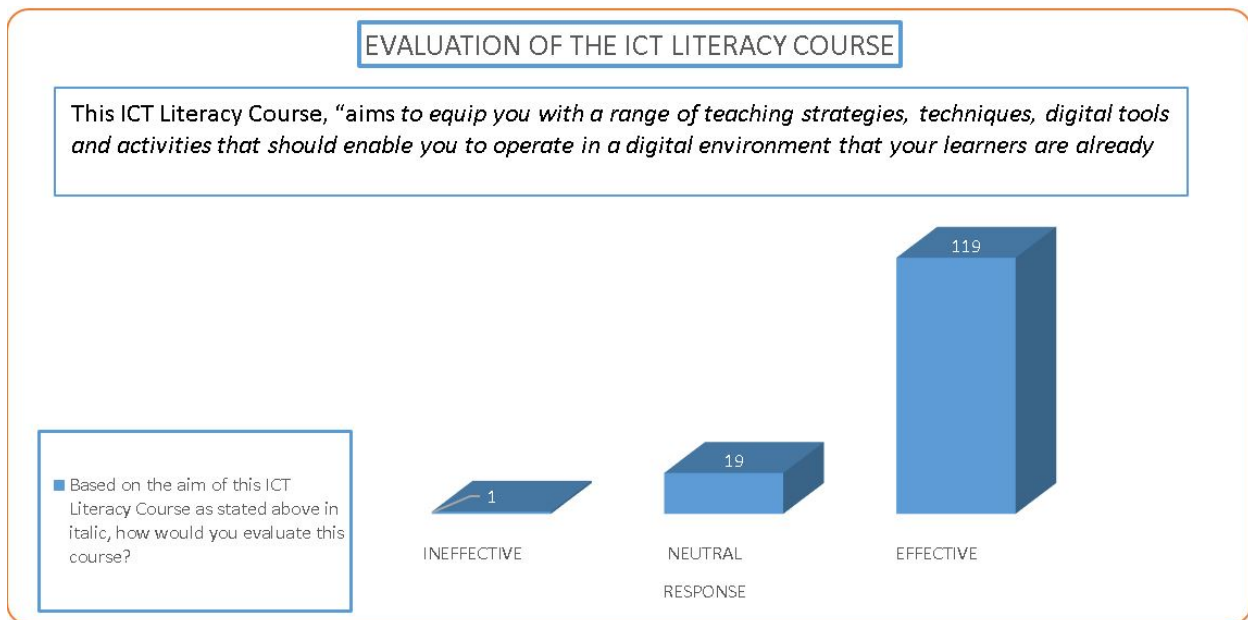 EVALUATION OF THE ICT LITERACY COURSE
This ICT Literacy Course, “aims to equip you with a range of teaching strategies, techniques, digital tools
and activities that should enable you to operate in a digital environment that your learners are already
119
19
1
Based on the aim of this ICT
Literacy Course as stated above in
italic, how would you evaluate this
course?
INEFFECTIVE
NEUTRAL
EFFECTIVE
RESPONSE